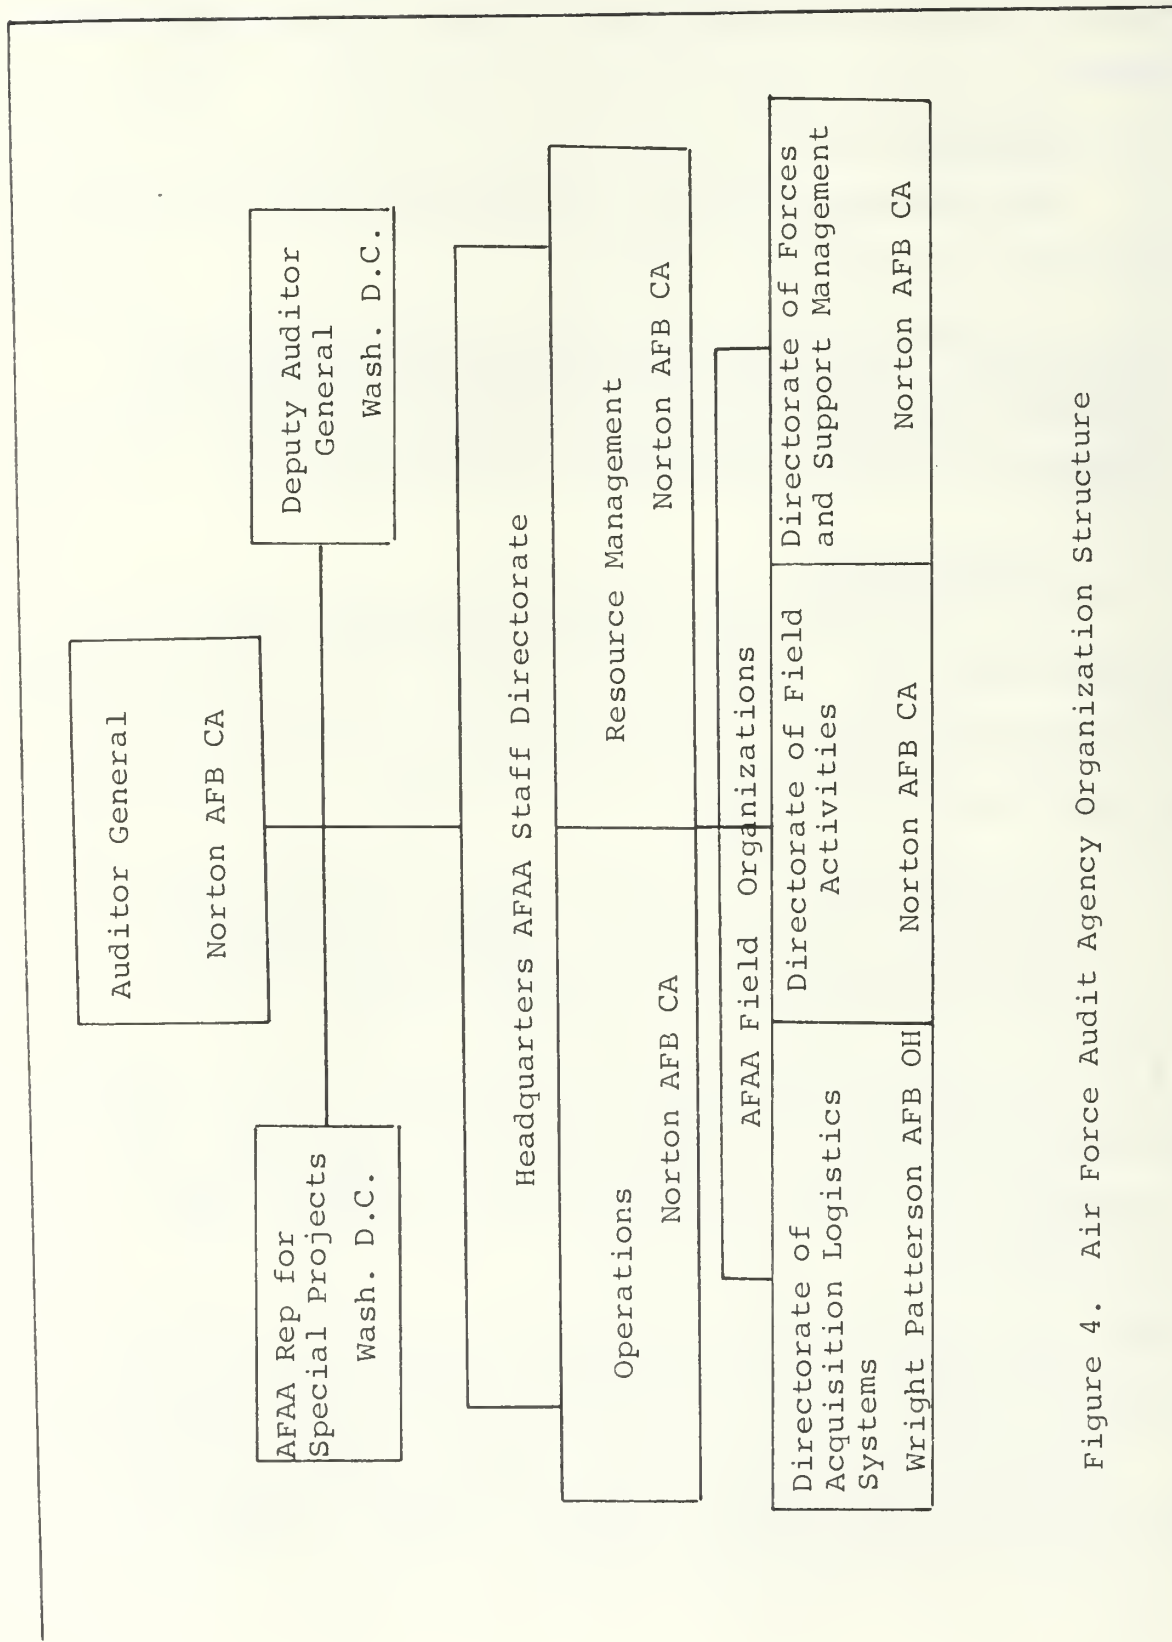 Auditor General
Norton AFB CA
AFAA Rep for
Special Projects
Wash. D.C.
Deputy Auditor
General
Wash. D.C.
Headquarters AFAA Staff Directorate
Operations
Norton AFB CA
Resource Management
Norton AFB CA
AFAA Field Organizations
Directorate of
Acquisition Logistics
Systems
Wright Patterson AFB OH
Directorate of Field
Activities
Norton AFB CA
Directorate of Forces
and Support Management
Norton AFB CA
Figure 4. Air Force Audit Agency Organization Structure